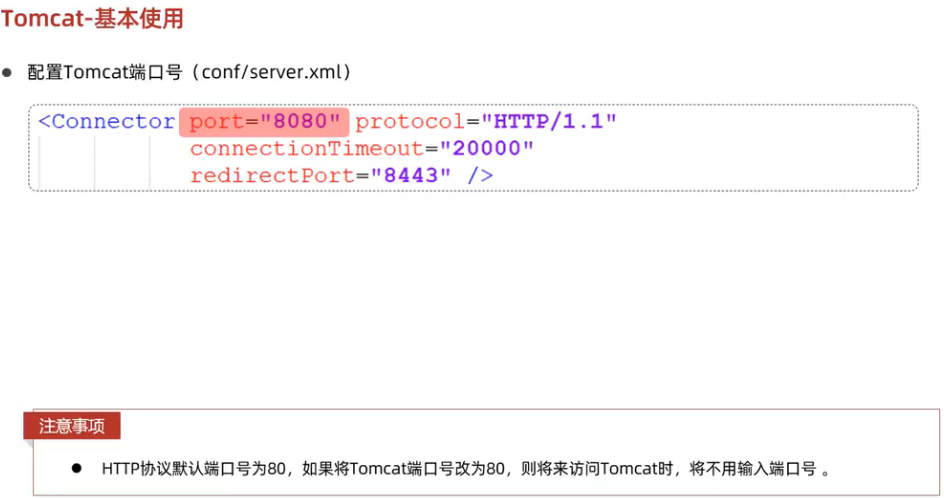 Tomcat-基本使用
● 配置Tomcat端口号（conf/server.xml）
<Connector port="8080" protocol="HTTP/1.1"
connectionTimeout="20000"
redirectPort="8443" />
注意事项
● HTTP协议默认端口号为80，如果将Tomcat端口号改为80，则将来访问Tomcat时，将不用输入端口号 。